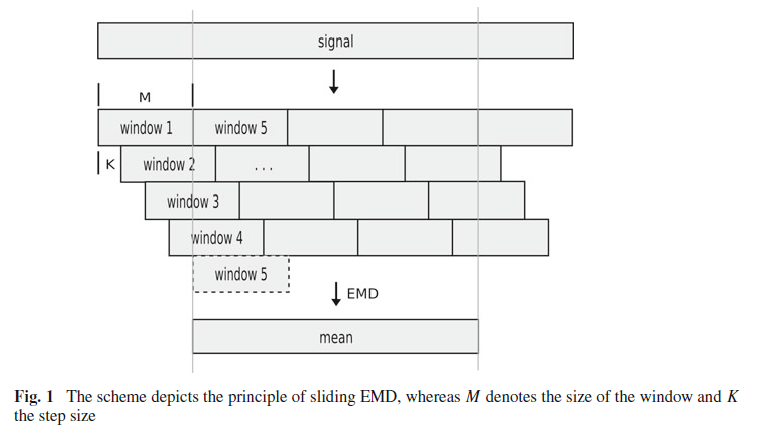 signal
M
window 1 window 5
K window 2 ...
window 3
window 4
window 5
EMD
mean
Fig. 1 The scheme depicts the principle of sliding EMD, whereas M denotes the size of the window and K
the step size